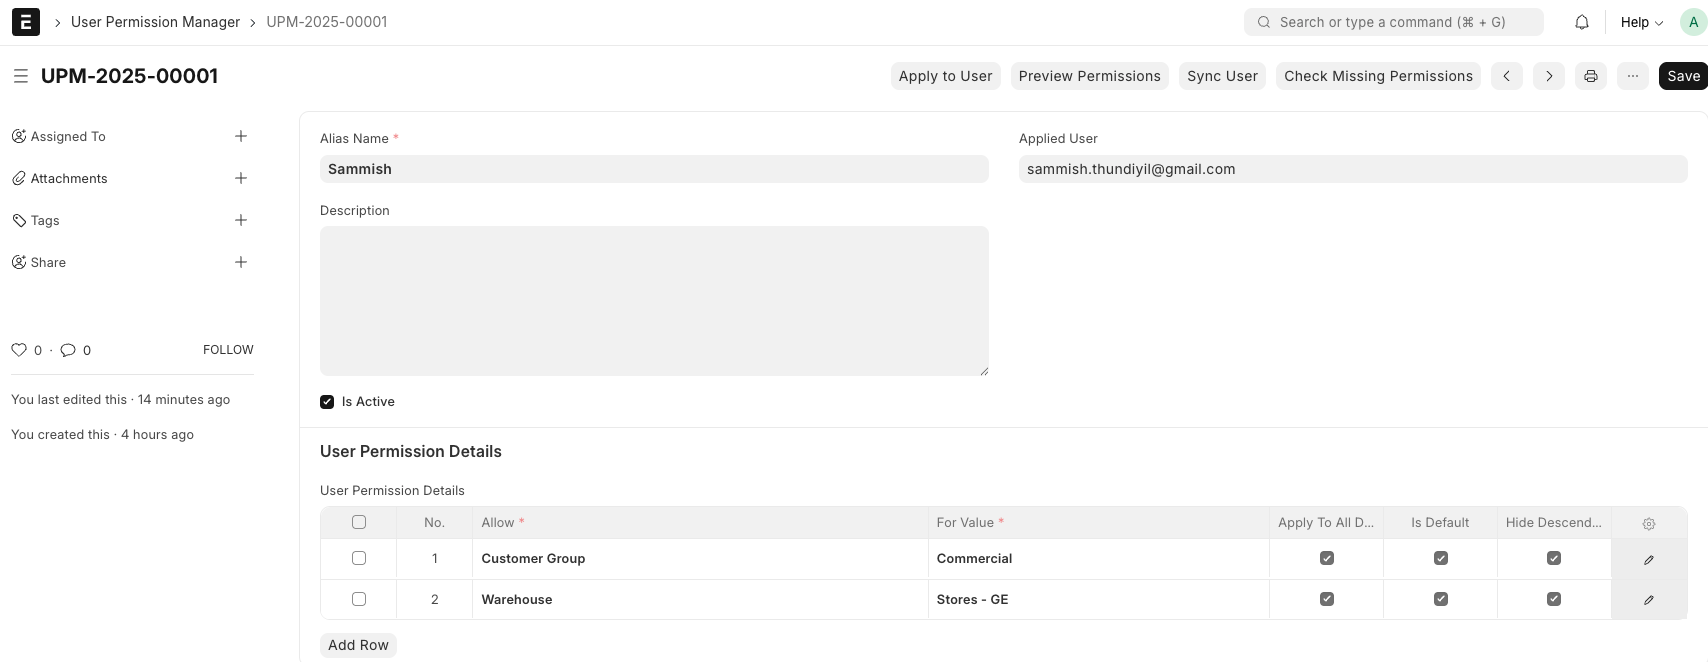 E > User Permission Manager > UPM-2025-00001
Search or type a command (⌘ + G)
Help
A
UPM-2025-00001
Apply to User
Preview Permissions
Sync User
Check Missing Permissions
...
Save
Assigned To
Attachments
Tags
Share
0 · 0
FOLLOW
You last edited this · 14 minutes ago
You created this · 4 hours ago
Alias Name *
Sammish
Applied User
sammish.thundiyil@gmail.com
Description
Is Active
User Permission Details
User Permission Details
No. Allow * For Value * Apply To All D... Is Default Hide Descend...
1 Customer Group Commercial
2 Warehouse Stores - GE
Add Row